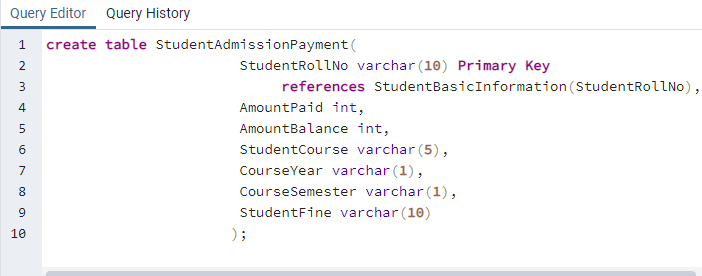 Query Editor Query History
1 create table StudentAdmissionPayment(
2 StudentRollNo varchar(10) Primary Key
3 references StudentBasicInformation(StudentRollNo),
4 AmountPaid int,
5 AmountBalance int,
6 StudentCourse varchar(5),
7 CourseYear varchar(1),
8 CourseSemester varchar(1),
9 StudentFine varchar(10)
10 );